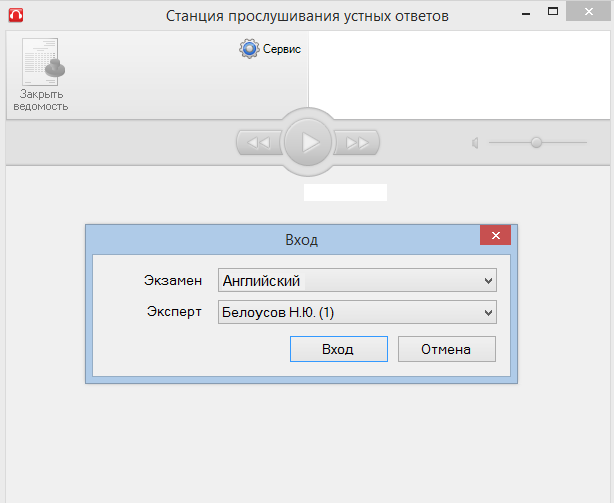 Станция прослушивания устных ответов
Сервис
Закрыть
ведомость
Вход
Экзамен
Английский
Эксперт
Белоусов Н.Ю. (1)
Вход
Отмена